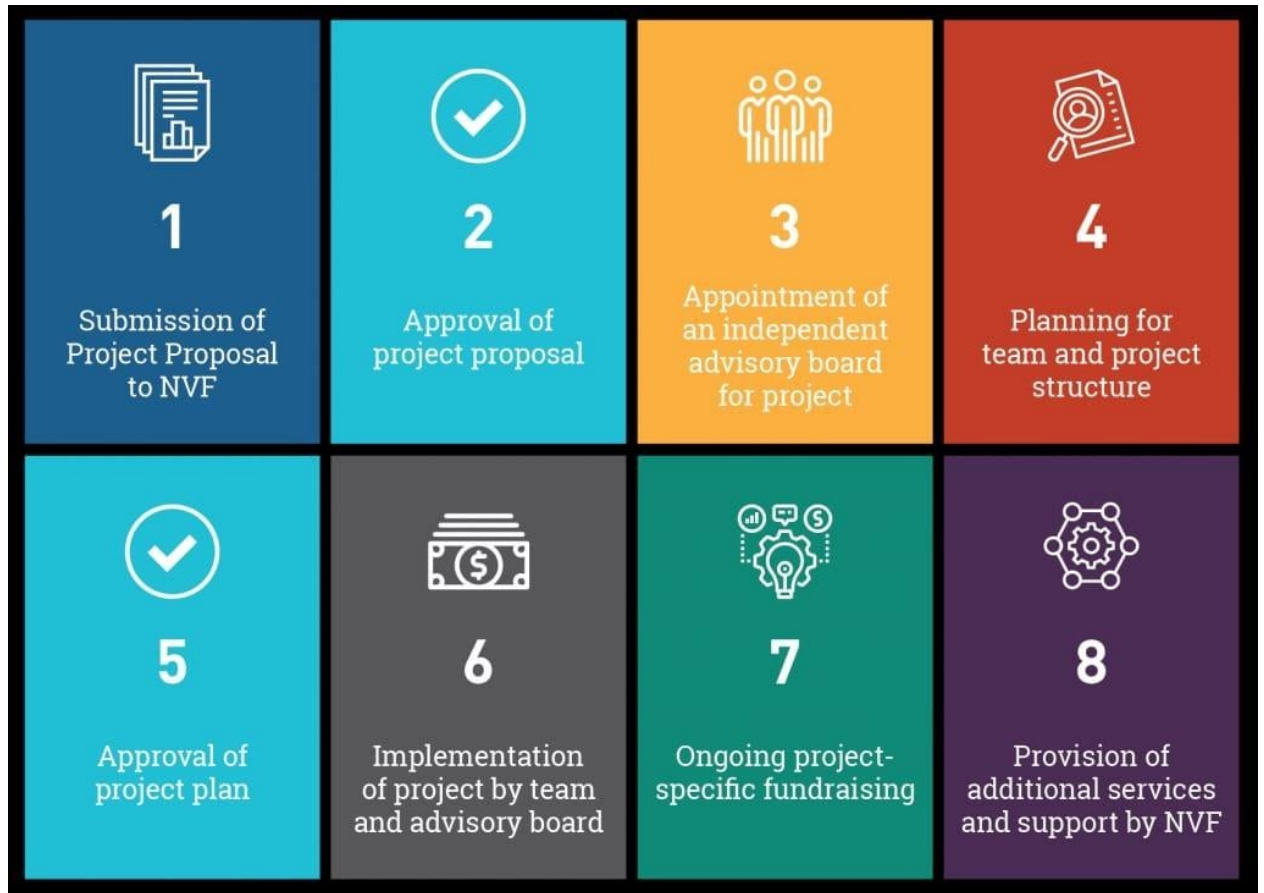 1
Submission of
Project Proposal
to NVF
2
Approval of
project proposal
3
Appointment of
an independent
advisory board
for project
4
Planning for
team and project
structure
5
Approval of
project plan
6
Implementation
of project by team
and advisory board
7
Ongoing project-
specific fundraising
8
Provision of
additional services
and support by NVF